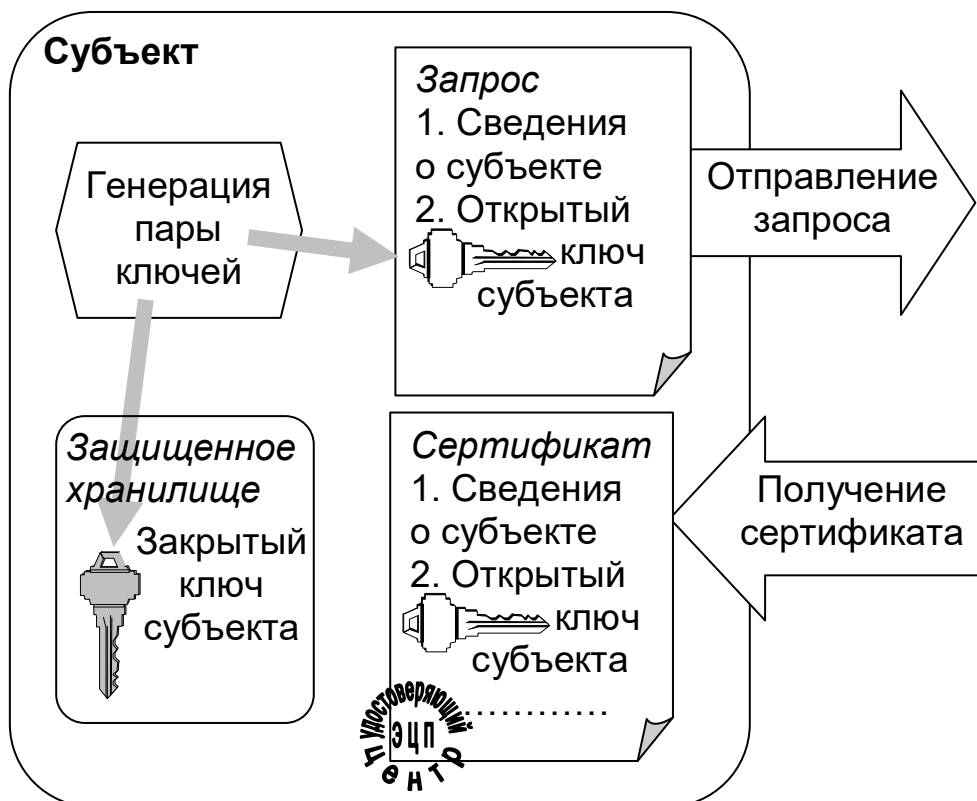 Субъект
Генерация
пары
ключей
Запрос
1. Сведения
о субъекте
2. Открытый
ключ
субъекта
Отправление
запроса
Защищенное
хранилище
Закрытый
ключ
субъекта
Сертификат
1. Сведения
о субъекте
2. Открытый
ключ
субъекта
.............
Удостоверяющий
ЭЦП
центр
Получение
сертификата